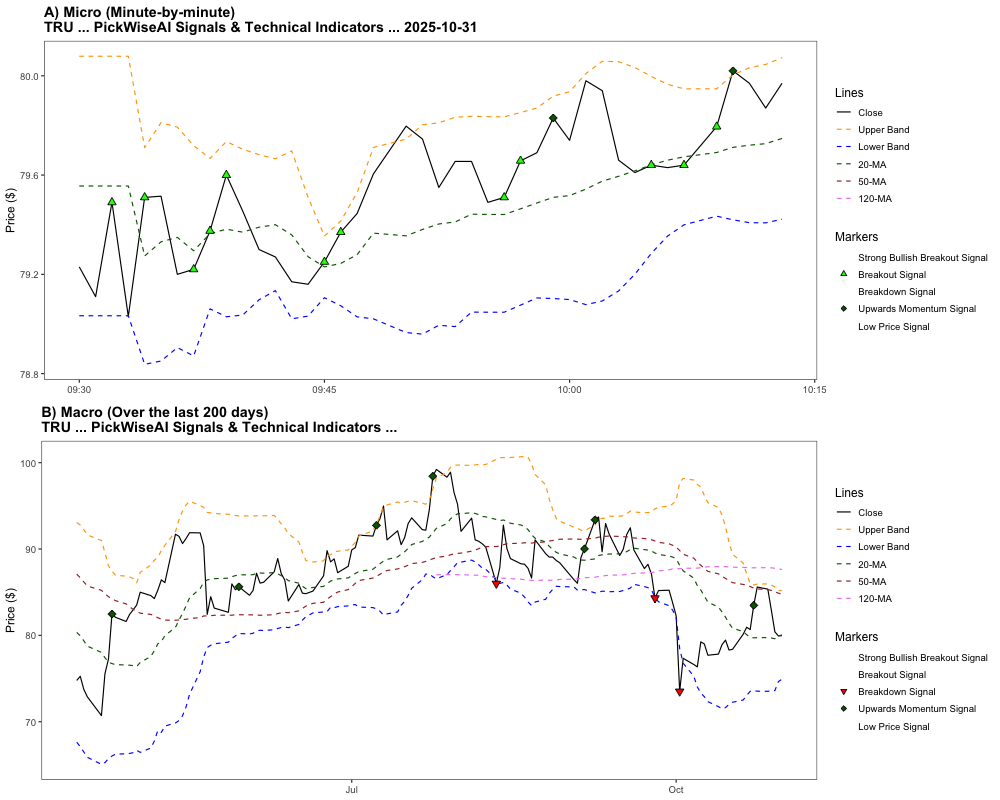 A) Micro (Minute-by-minute)
TRU ... PickWiseAI Signals & Technical Indicators ... 2025-10-31
Price ($)
80.0
79.6
79.2
78.8
09:30
09:45
10:00
10:15
Lines
Close
Upper Band
Lower Band
20-MA
50-MA
120-MA
Markers
Strong Bullish Breakout Signal
Breakout Signal
Breakdown Signal
Upwards Momentum Signal
Low Price Signal
B) Macro (Over the last 200 days)
TRU ... PickWiseAI Signals & Technical Indicators ...
Price ($)
100
90
80
70
Jul
Oct
Lines
Close
Upper Band
Lower Band
20-MA
50-MA
120-MA
Markers
Strong Bullish Breakout Signal
Breakout Signal
Breakdown Signal
Upwards Momentum Signal
Low Price Signal